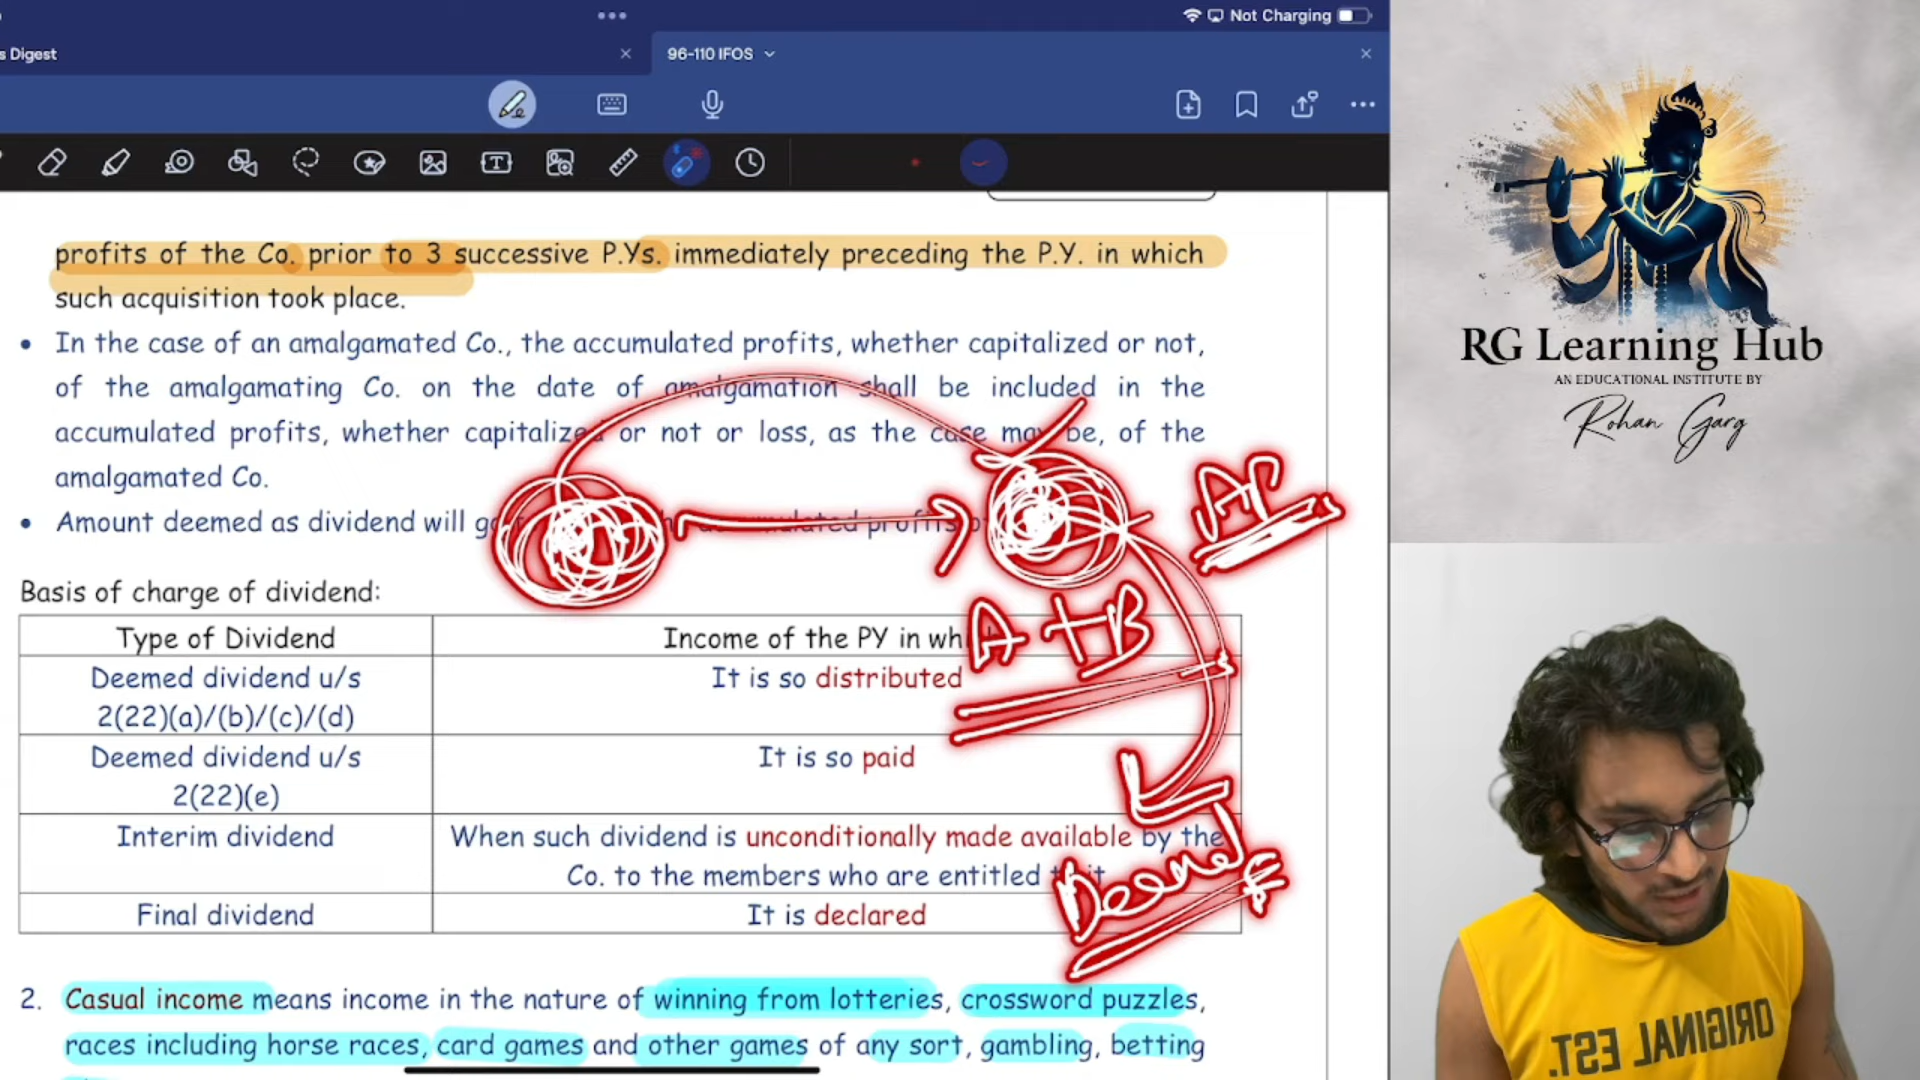 Not Charging
s Digest
96-110 IFOS
profits of the Co. prior to 3 successive P.Ys. immediately preceding the P.Y. in which
such acquisition took place.
• In the case of an amalgamated Co., the accumulated profits, whether capitalized or not,
of the amalgamating Co. on the date of amalgamation shall be included in the
accumulated profits, whether capitalized or not or loss, as the case may be, of the
amalgamated Co.
• Amount deemed as dividend will accumulated profits
AP
A+B
Basis of charge of dividend:
Type of Dividend Income of the PY in
Deemed dividend u/s It is so distributed
2(22)(a)/(b)/(c)/(d)
Deemed dividend u/s It is so paid
2(22)(e)
Interim dividend When such dividend is unconditionally made available by the
Co. to the members who are entitled it
Deemed
Final dividend It is declared
2. Casual income means income in the nature of winning from lotteries, crossword puzzles,
races including horse races, card games and other games of any sort, gambling, betting
RG Learning Hub
AN EDUCATIONAL INSTITUTE BY
Rohan Garg
ORIGINAL
EST.